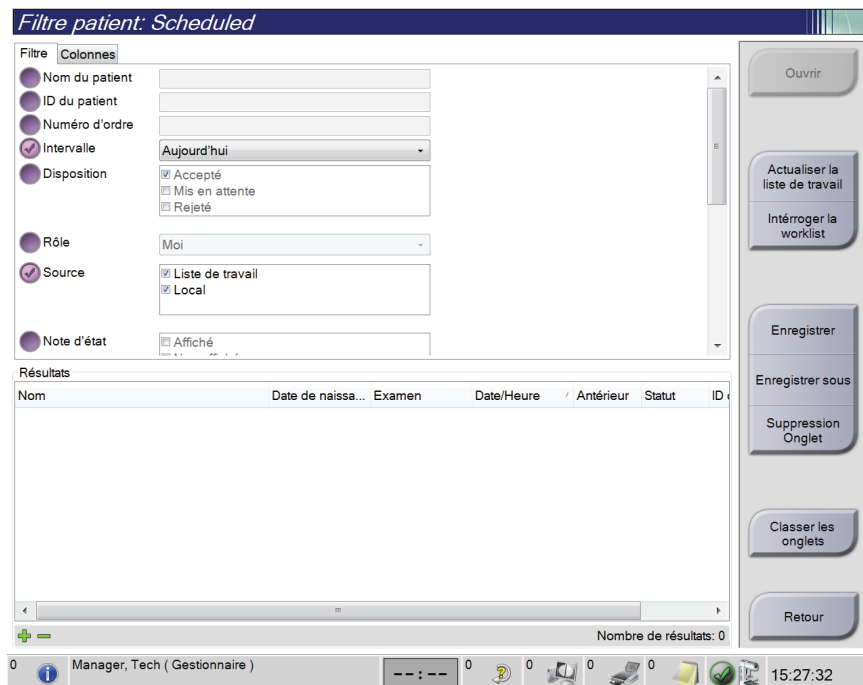 Filtre patient: Scheduled
Filtre Colonnes
Nom du patient
ID du patient
Numéro d'ordre
Intervalle Aujourd'hui
Disposition Accepté
Mis en attente
Rejeté
Rôle Moi
Source Liste de travail
Local
Note d'état Affiché
Résultats
Nom Date de naissa... Examen Date/Heure Antérieur Statut ID
Nombre de résultats: 0
Ouvrir
Actualiser la
liste de travail
Intérroger la
worklist
Enregistrer
Enregistrer sous
Suppression
Onglet
Classer les
onglets
Retour
0 Manager, Tech ( Gestionnaire ) --:-- 0 0 0 0 15:27:32